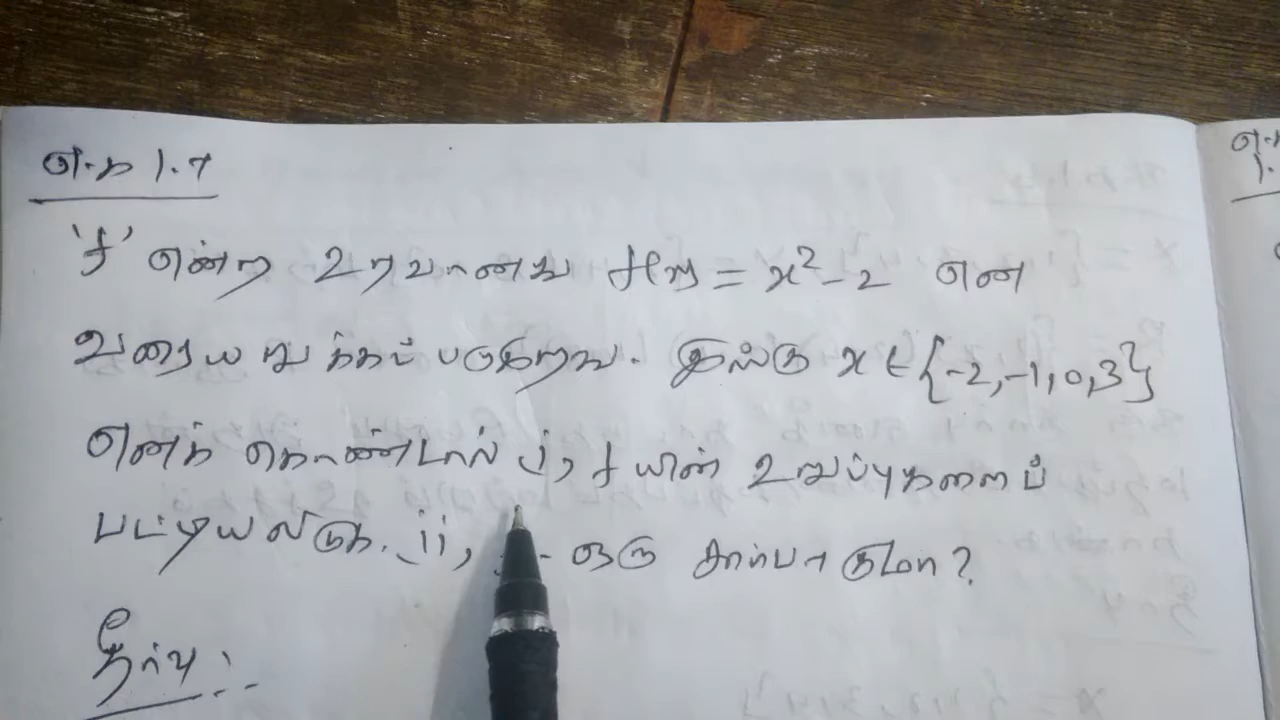 எ.கா 1.7
'f' என்ற உறவானது f(x) = x² - 2 என
வரையறுக்கப்படுகிறது. இங்கு x ∈ {-2, -1, 0, 3}
எனக் கொண்டால் i) f யின் உறுப்புகளைப்
பட்டியலிடுக. ii) f ஒரு சார்பாகுமா?
தீர்வு: